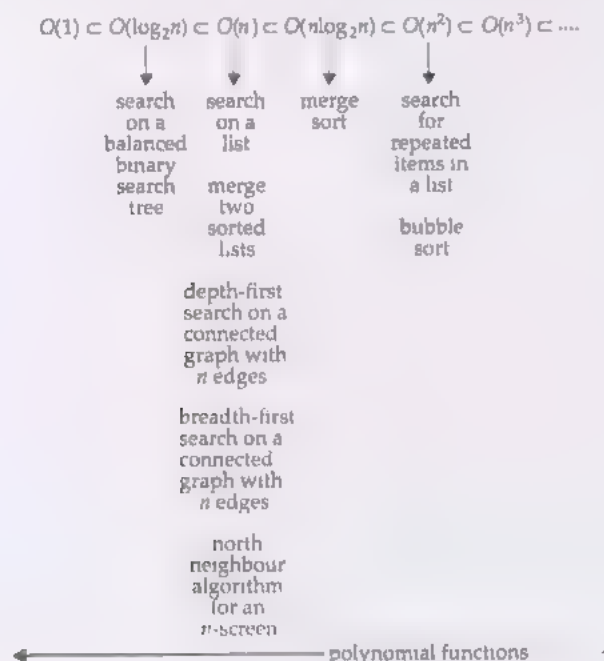 O(1) ⊂ O(log₂n) ⊂ O(n) ⊂ O(nlog₂n) ⊂ O(n²) ⊂ O(n³) ⊂ ....
search
on a
balanced
binary
search
tree
search
on a
list
merge
two
sorted
lists
depth-first
search on a
connected
graph with
n edges
breadth-first
search on a
connected
graph with
n edges
north
neighbour
algorithm
for an
n-screen
merge
sort
search
for
repeated
items in
a list
bubble
sort
polynomial functions